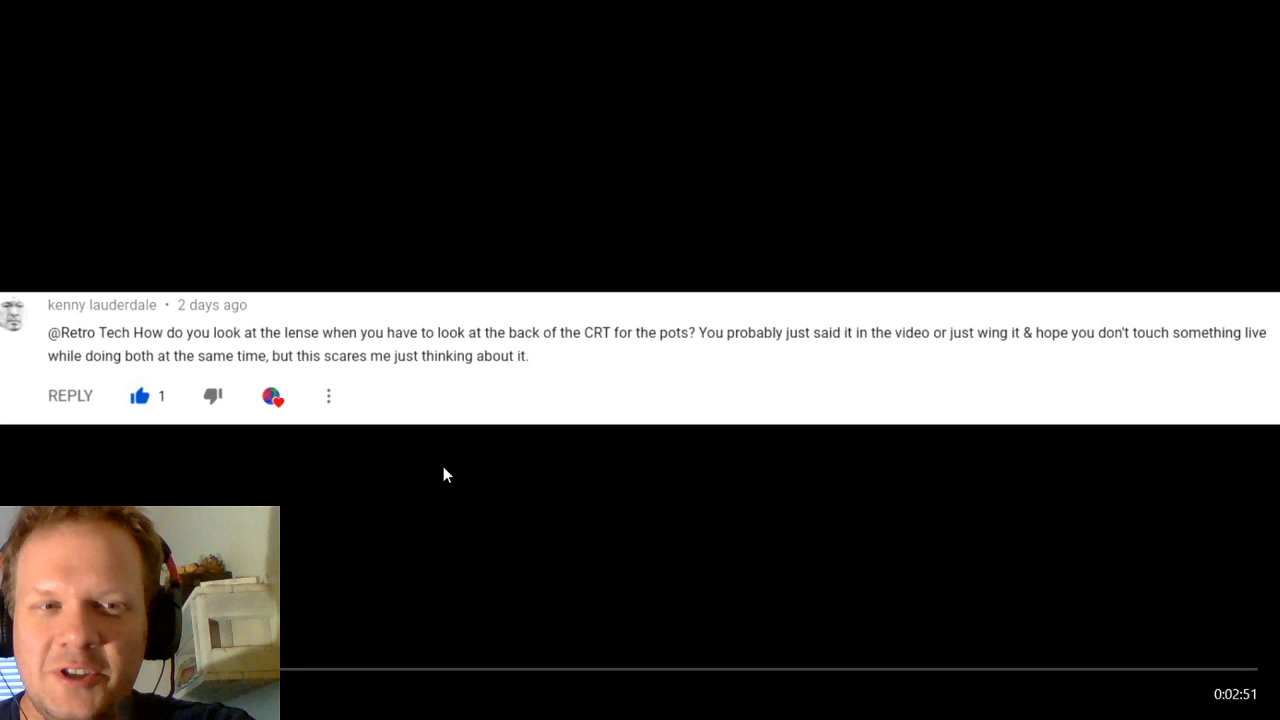 kenny lauderdale • 2 days ago
@Retro Tech How do you look at the lense when you have to look at the back of the CRT for the pots? You probably just said it in the video or just wing it & hope you don't touch something live
while doing both at the same time, but this scares me just thinking about it.
REPLY 1
0:02:51